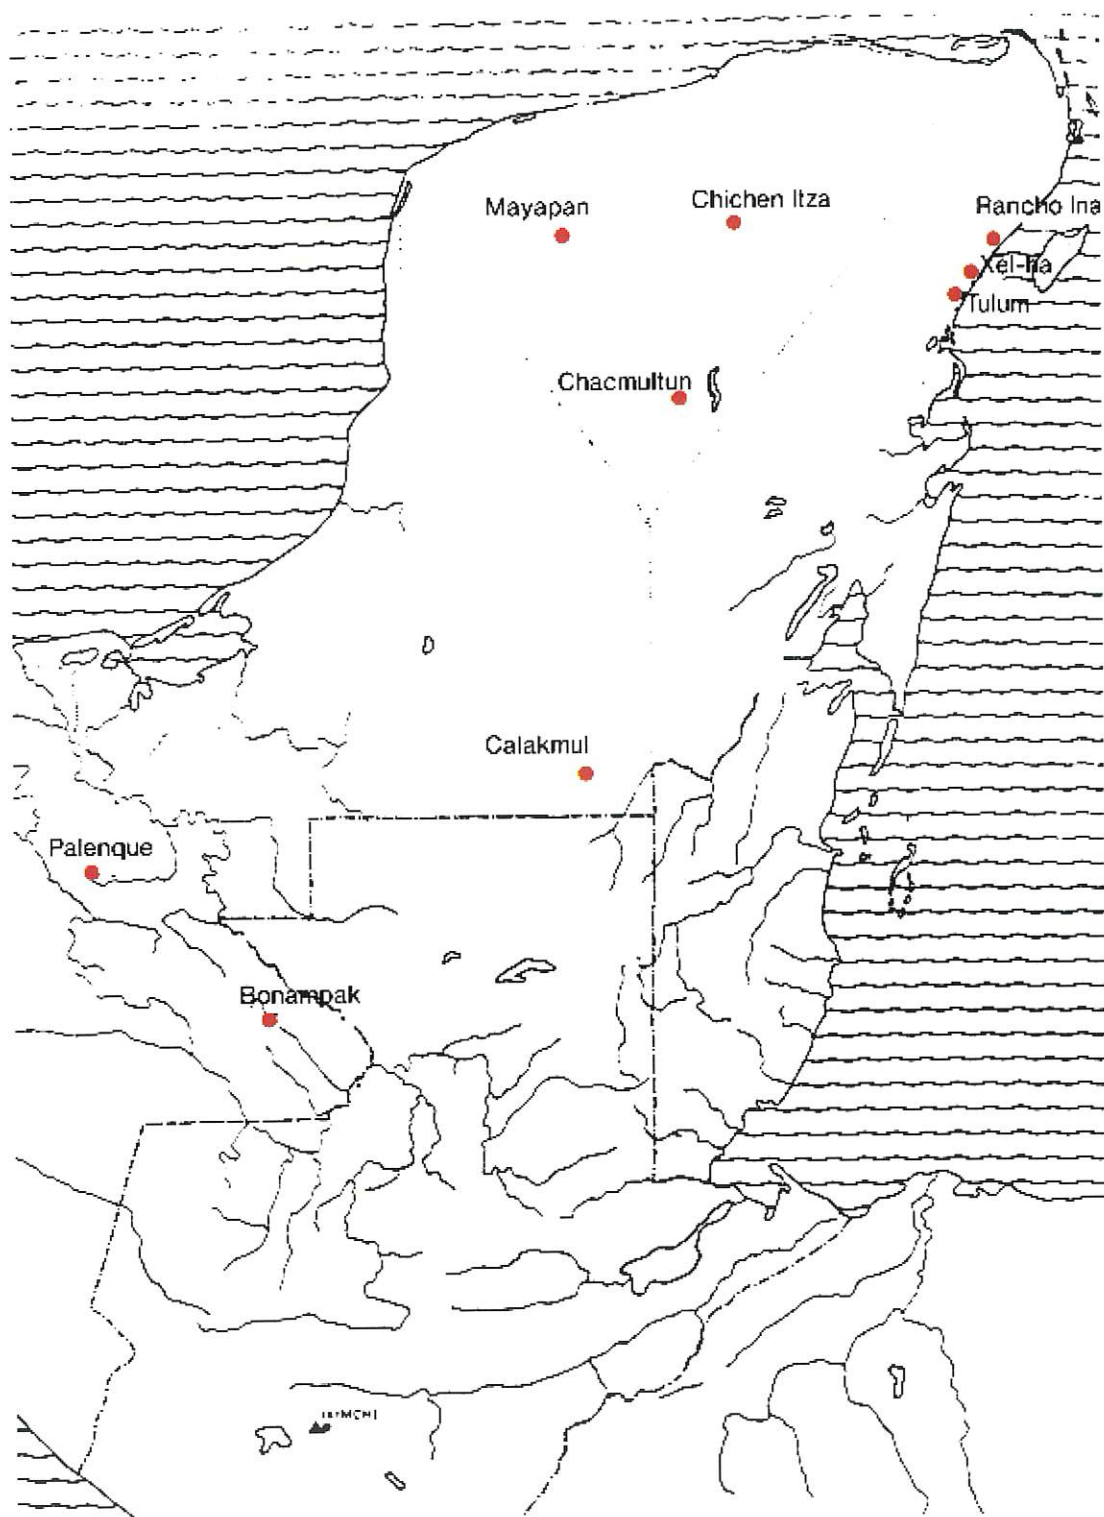 Mayapan
Chichen Itza
Rancho Ina
Xel-ha
Tulum
Chacmultun
Calakmul
Palenque
Bonampak